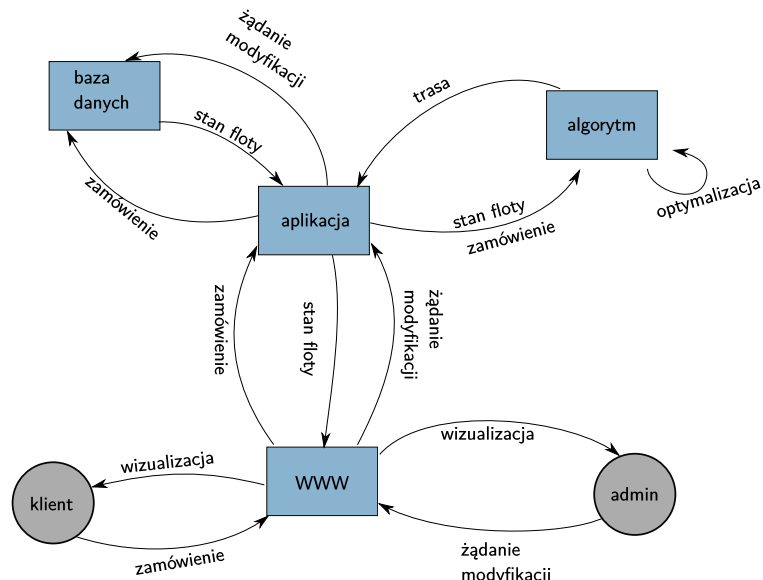 żądanie
modyfikacji
baza
danych
stan floty
zamówienie
trasa
algorytm
optymalizacja
aplikacja
stan floty
zamówienie
zamówienie
stan floty
żądanie
modyfikacji
wizualizacja
klient
zamówienie
WWW
wizualizacja
admin
żądanie
modyfikacji